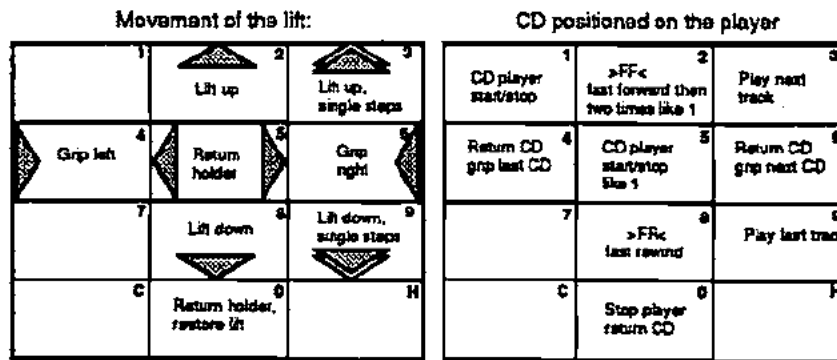 Movement of the lift:
1
2
Lift up
3
Lift up,
single steps
4
Grip left
5
Return
holder
6
Grip
right
7
8
Lift down
9
Lift down,
single steps
C
0
Return holder,
restore lift
H
CD positioned on the player
1
CD player
start/stop
2
>FF<
fast forward then
two times like 1
3
Play next
track
4
Return CD
grip last CD
5
CD player
start/stop
like 1
6
Return CD
grip next CD
7
8
>FR<
fast rewind
9
Play last track
C
0
Stop player
return CD
H